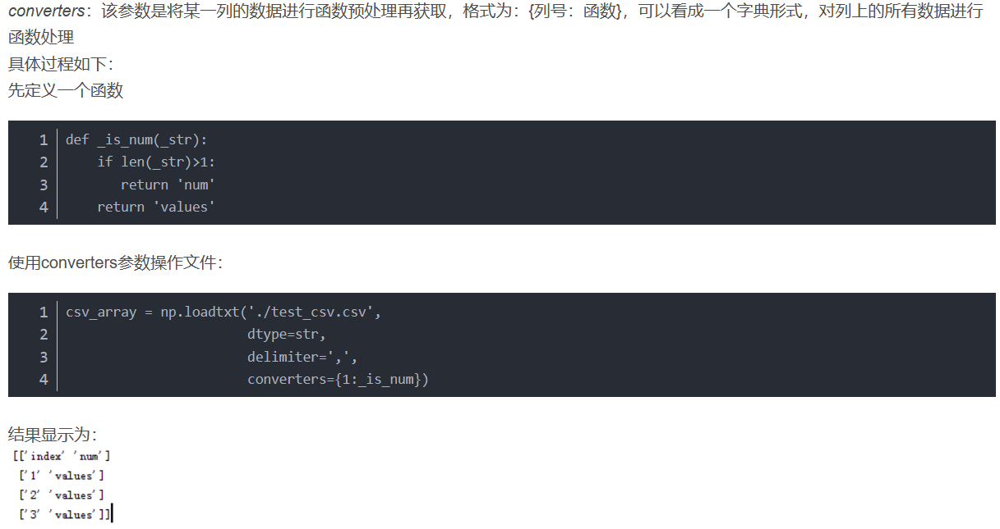 converters：该参数是将某一列的数据进行函数预处理再获取，格式为：{列号：函数}，可以看成一个字典形式，对列上的所有数据进行
函数处理
具体过程如下：
先定义一个函数
1 def _is_num(_str):
2     if len(_str)>1:
3        return 'num'
4     return 'values'
使用converters参数操作文件：
1 csv_array = np.loadtxt('./test_csv.csv',
2                        dtype=str,
3                        delimiter=',',
4                        converters={1:_is_num})
结果显示为：
[['index' 'num']
 ['1' 'values']
 ['2' 'values']
 ['3' 'values']]